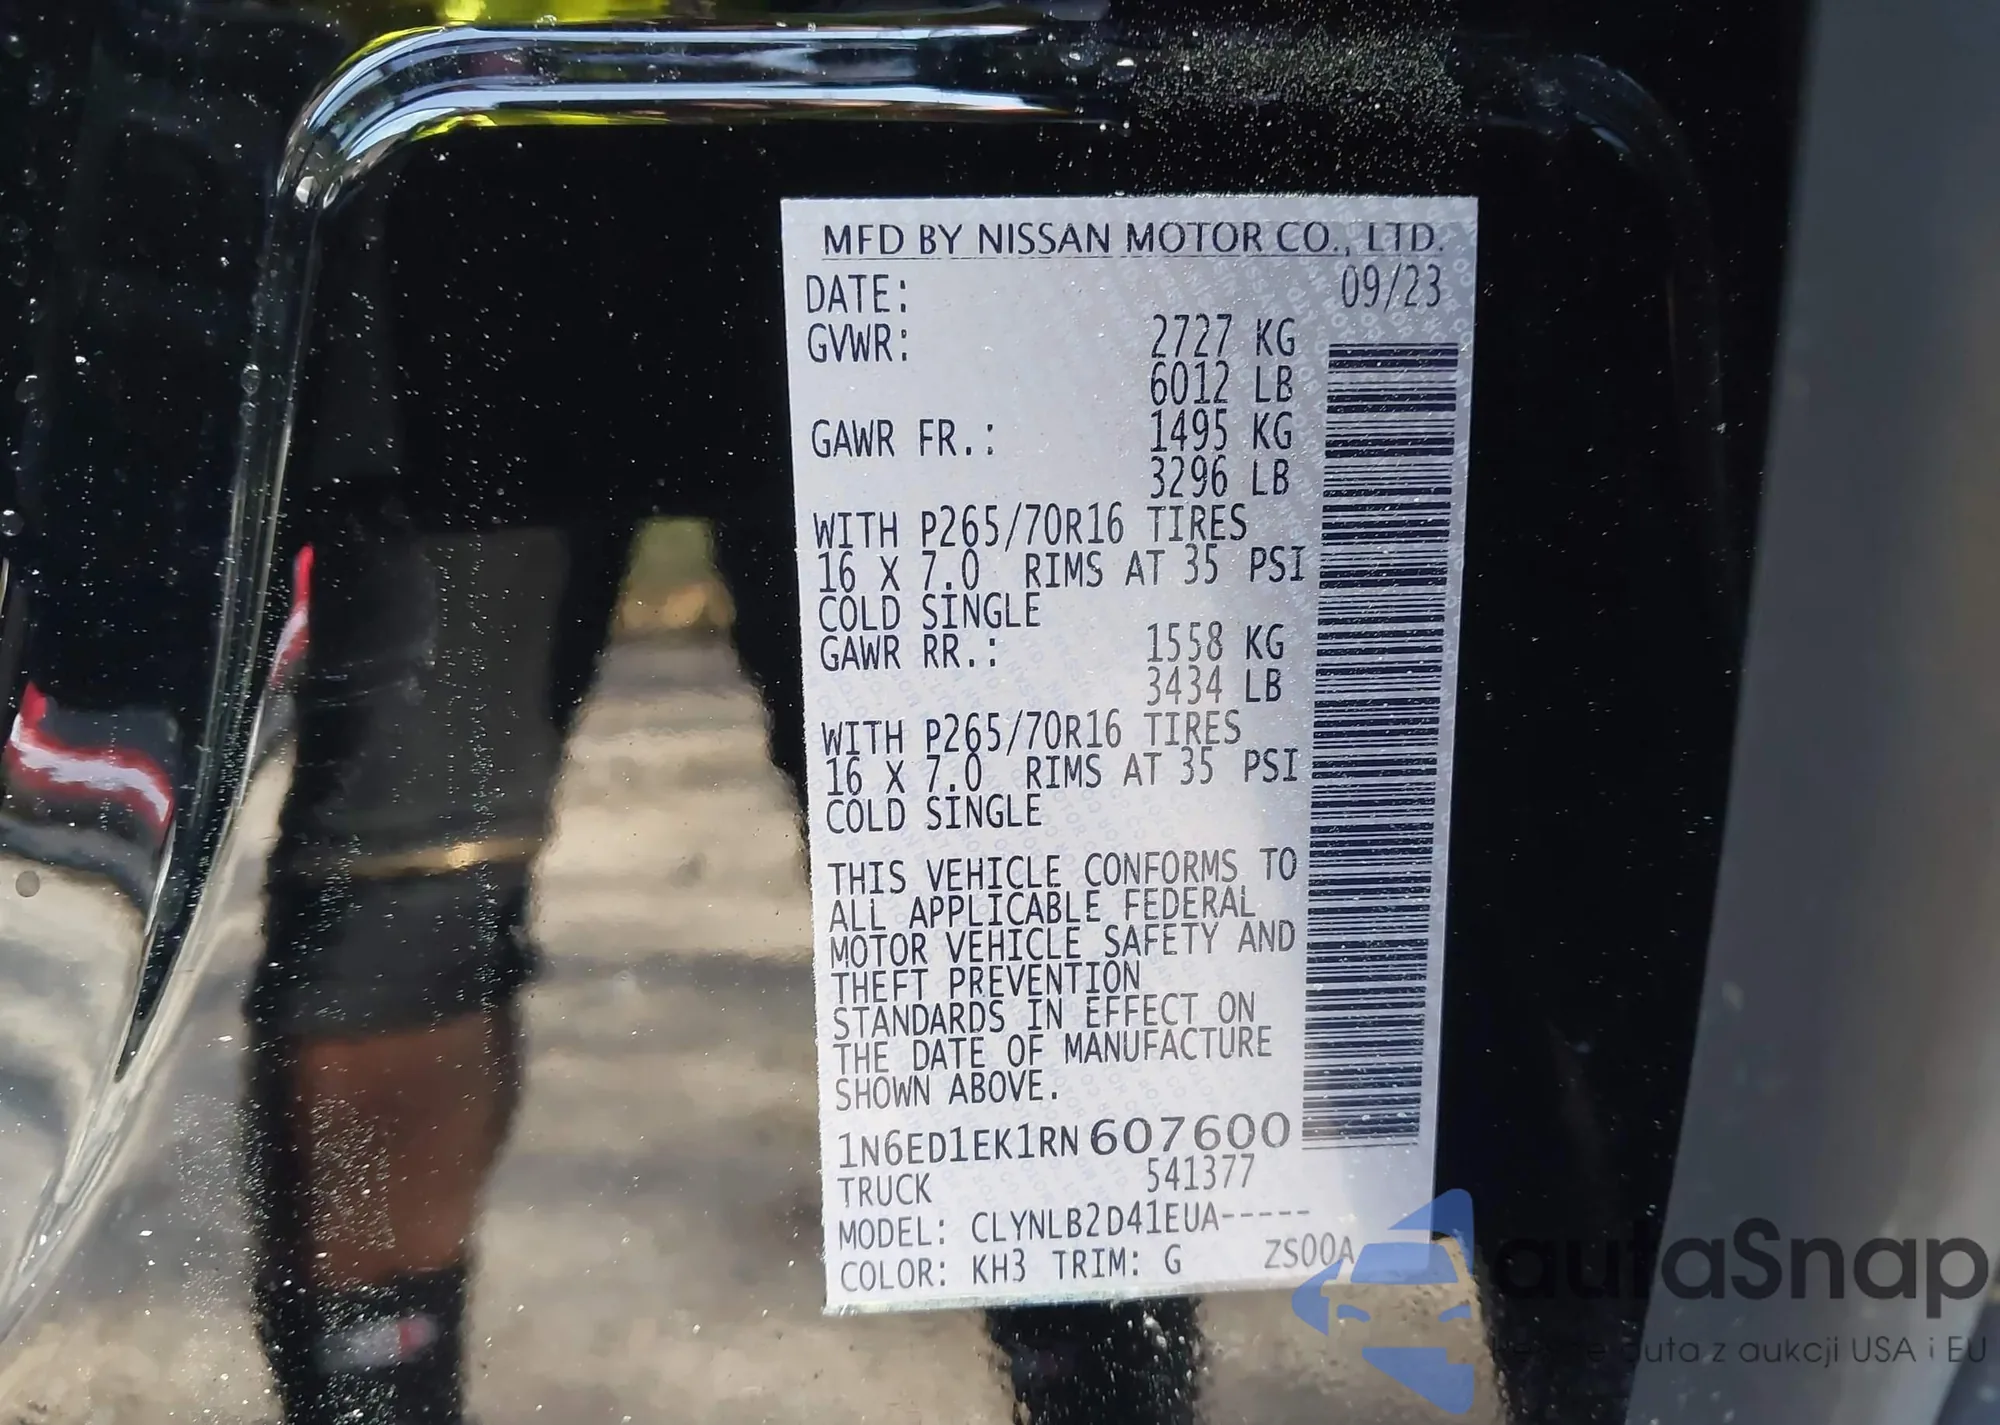 MFD BY NISSAN MOTOR CO., LTD.
DATE: 09/23
GVWR: 2727 KG
6012 LB
GAWR FR.: 1495 KG
3296 LB
WITH P265/70R16 TIRES
16 X 7.0 RIMS AT 35 PSI
COLD SINGLE
GAWR RR.: 1558 KG
3434 LB
WITH P265/70R16 TIRES
16 X 7.0 RIMS AT 35 PSI
COLD SINGLE
THIS VEHICLE CONFORMS TO
ALL APPLICABLE FEDERAL
MOTOR VEHICLE SAFETY AND
THEFT PREVENTION
STANDARDS IN EFFECT ON
THE DATE OF MANUFACTURE
SHOWN ABOVE.
1N6ED1EK1RN607600
TRUCK 541377
MODEL: CLYNLB2D41EUA-----
COLOR: KH3 TRIM: G ZS00A
autaSnap
auta z aukcji USA i EU